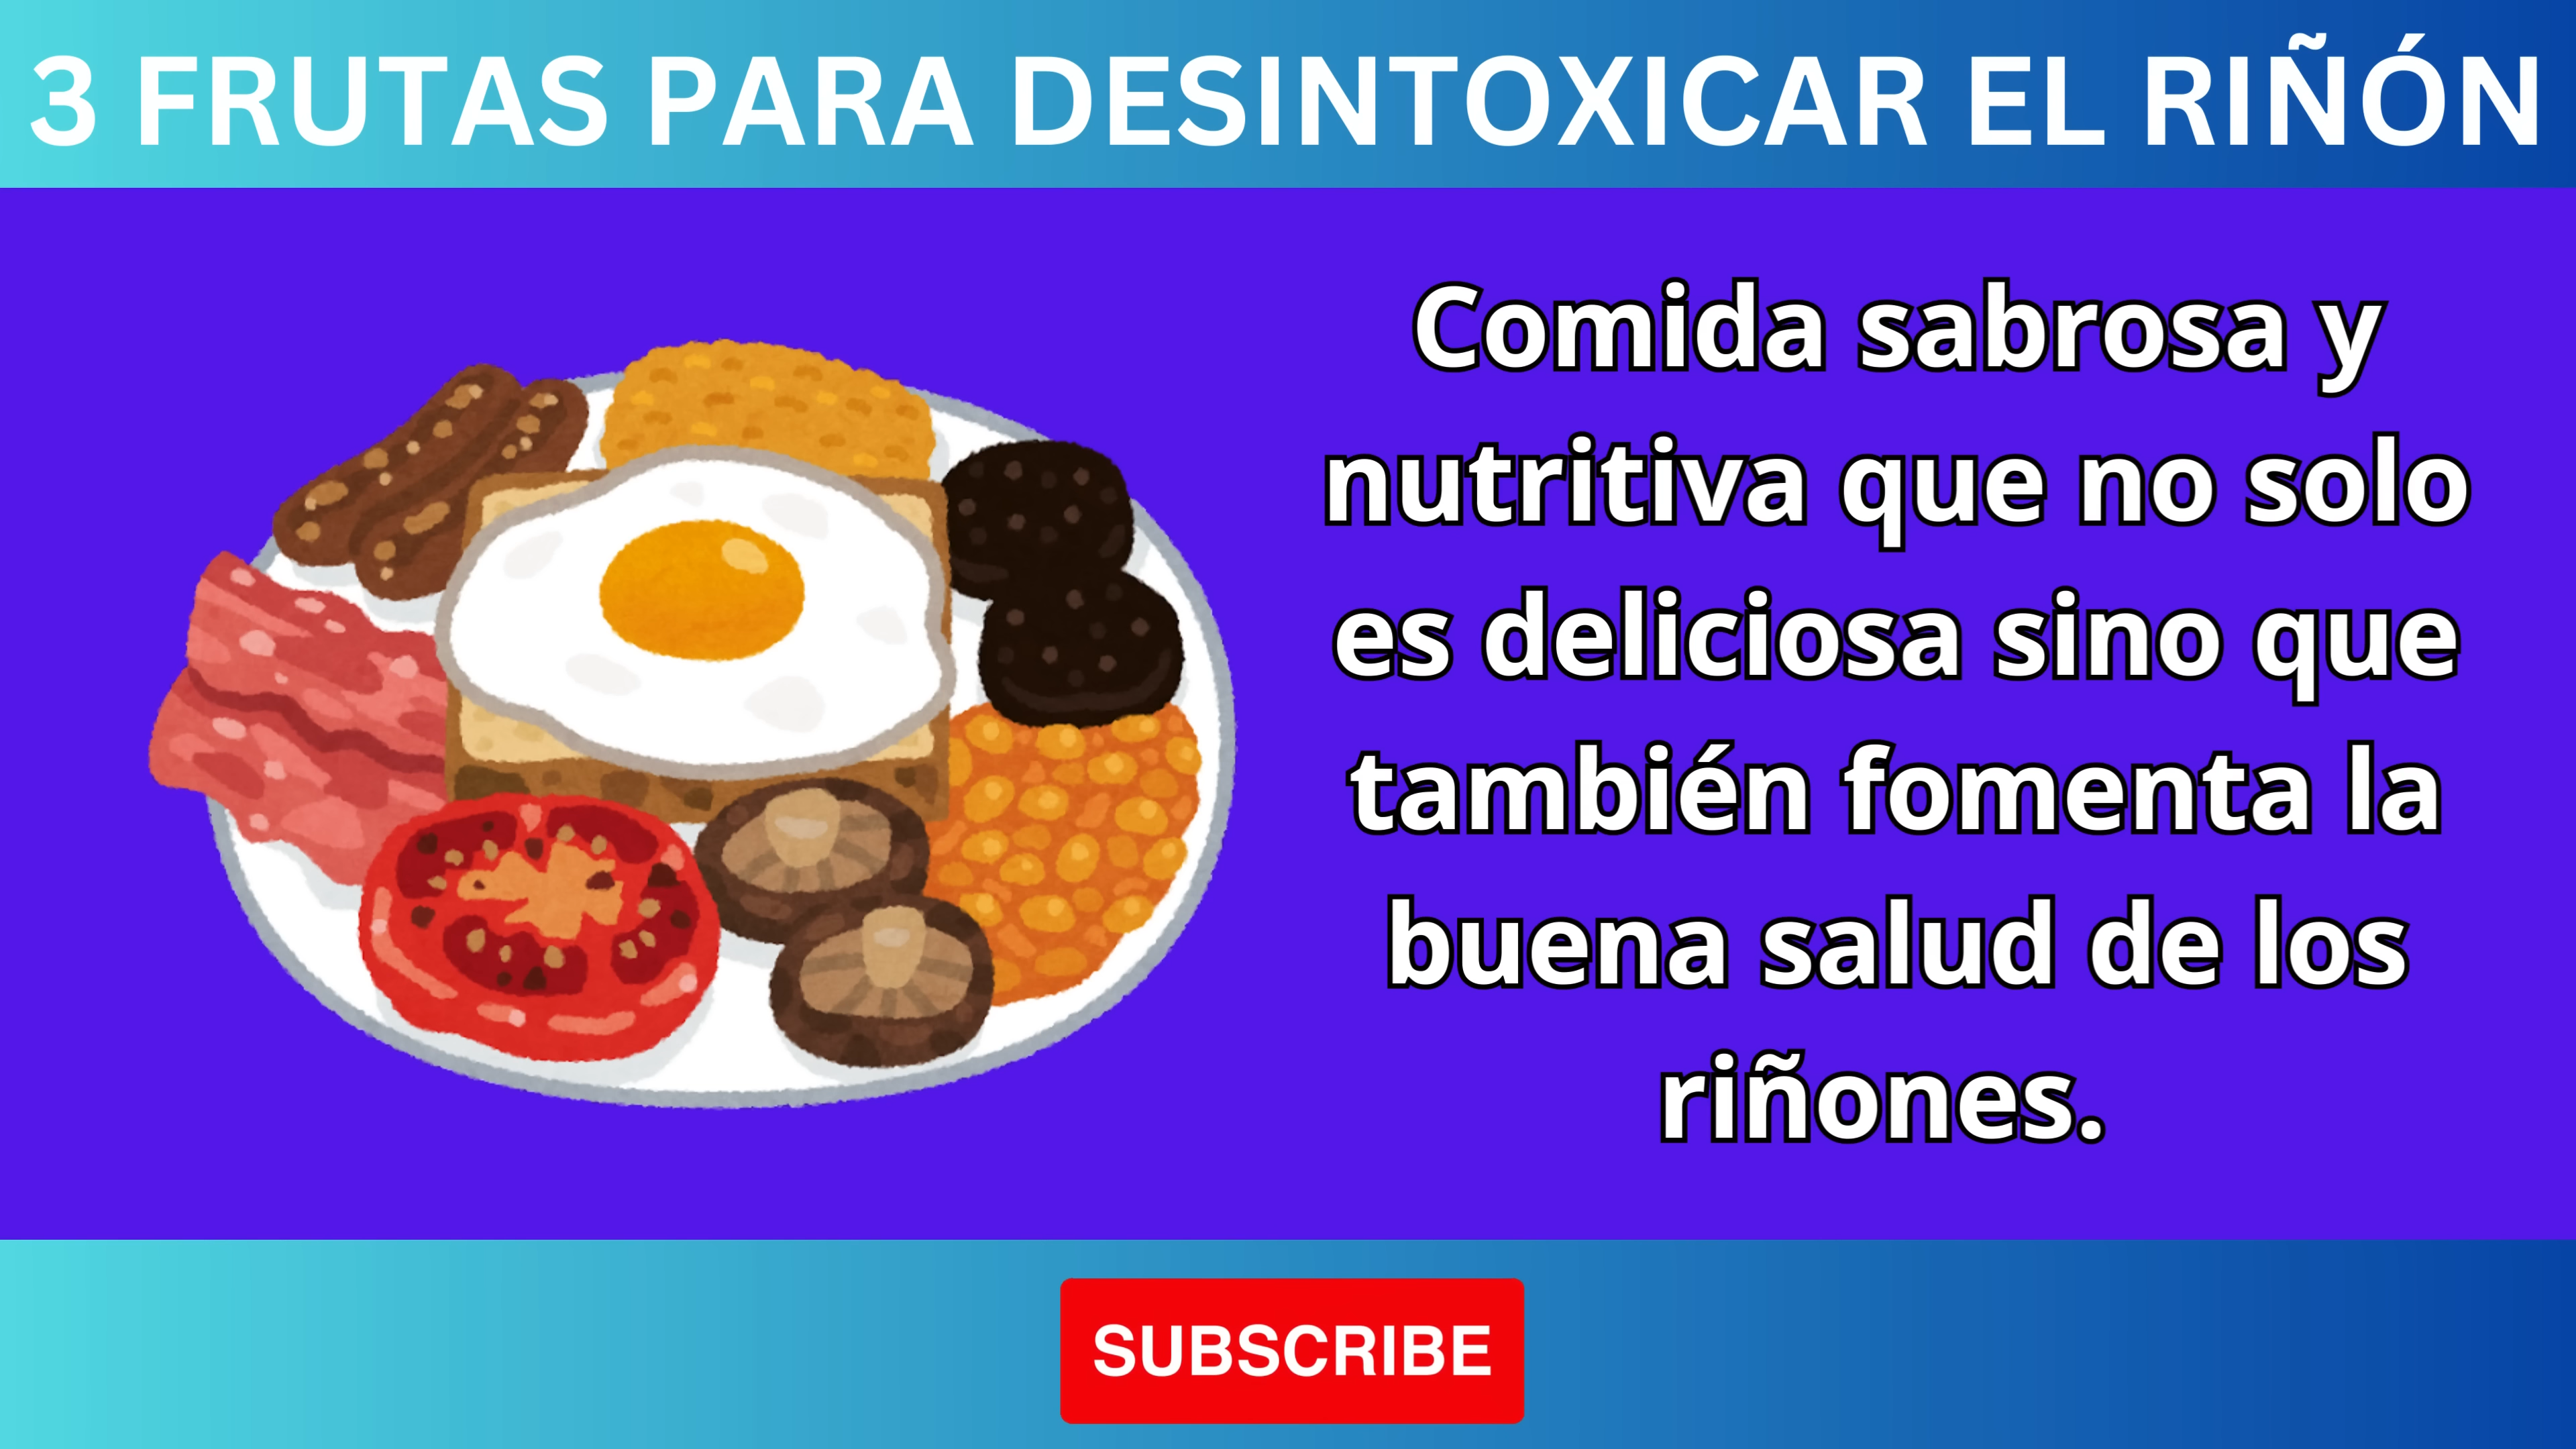 3 FRUTAS PARA DESINTOXICAR EL RIÑÓN
Comida sabrosa y
nutritiva que no solo
es deliciosa sino que
también fomenta la
buena salud de los
riñones.
SUBSCRIBE